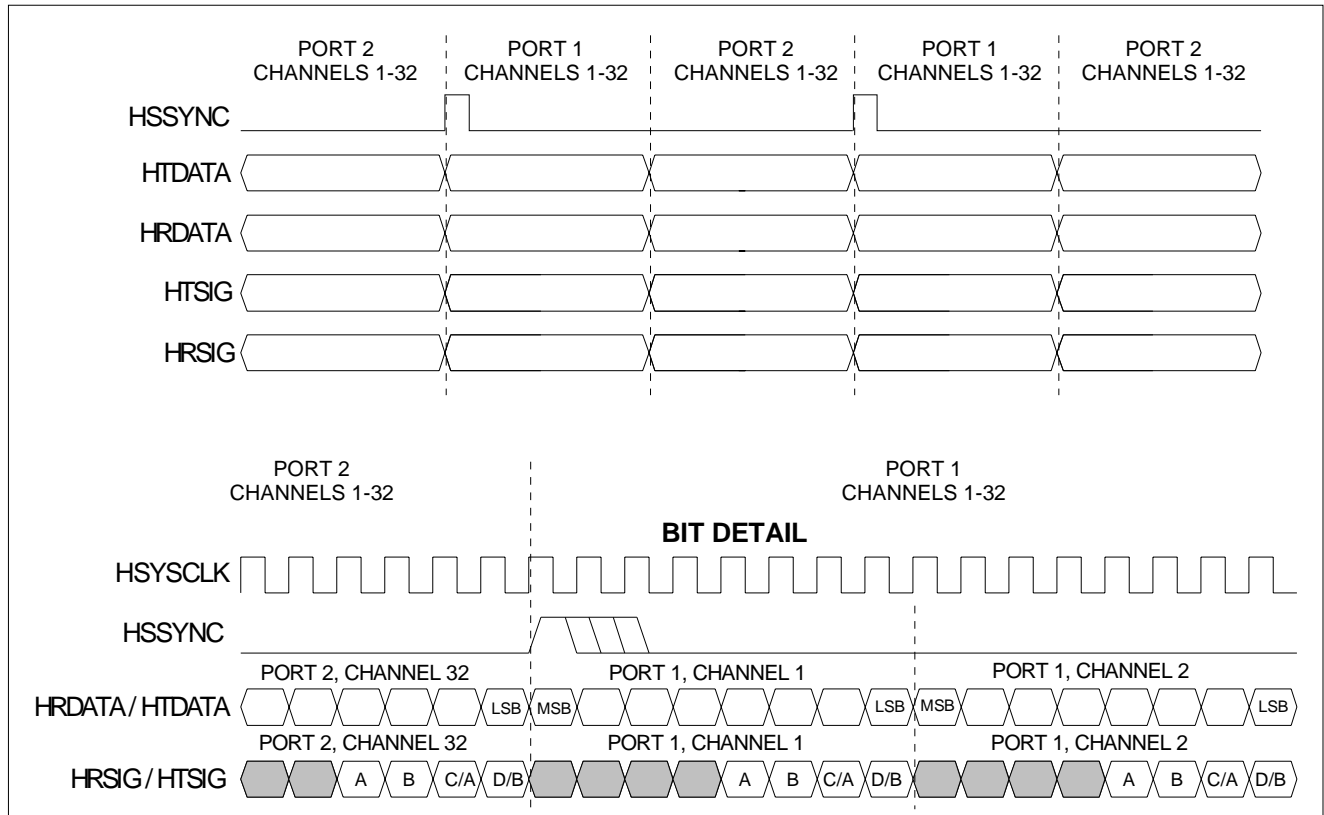 PORT 2 PORT 1 PORT 2 PORT 1 PORT 2
CHANNELS 1-32 CHANNELS 1-32 CHANNELS 1-32 CHANNELS 1-32 CHANNELS 1-32
HSSYNC
HTDATA
HRDATA
HTSIG
HRSIG
PORT 2 PORT 1
CHANNELS 1-32 CHANNELS 1-32
BIT DETAIL
HSYSCLK
HSSYNC
PORT 2, CHANNEL 32 PORT 1, CHANNEL 1 PORT 1, CHANNEL 2
HRDATA / HTDATA LSB MSB LSB MSB LSB
PORT 2, CHANNEL 32 PORT 1, CHANNEL 1 PORT 1, CHANNEL 2
HRSIG / HTSIG A B C/A D/B A B C/A D/B A B C/A D/B